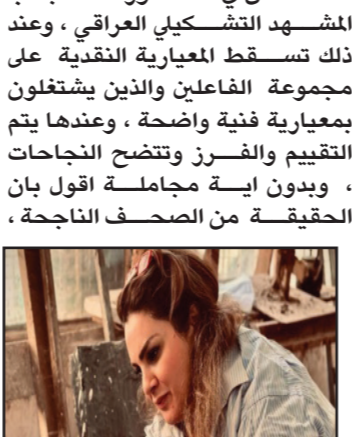 المشهد التشكيلي العراقي ، وعند
ذلك تسقط المعيارية النقدية على
مجموعة الفاعلين والذين يشتغلون
بمعيارية فنية واضحة ، وعندها يتم
التقييم والفرز وتتضح النجاحات
، وبدون اية مجاملة اقول بان
الحقيقة من الصحف الناجحة ،